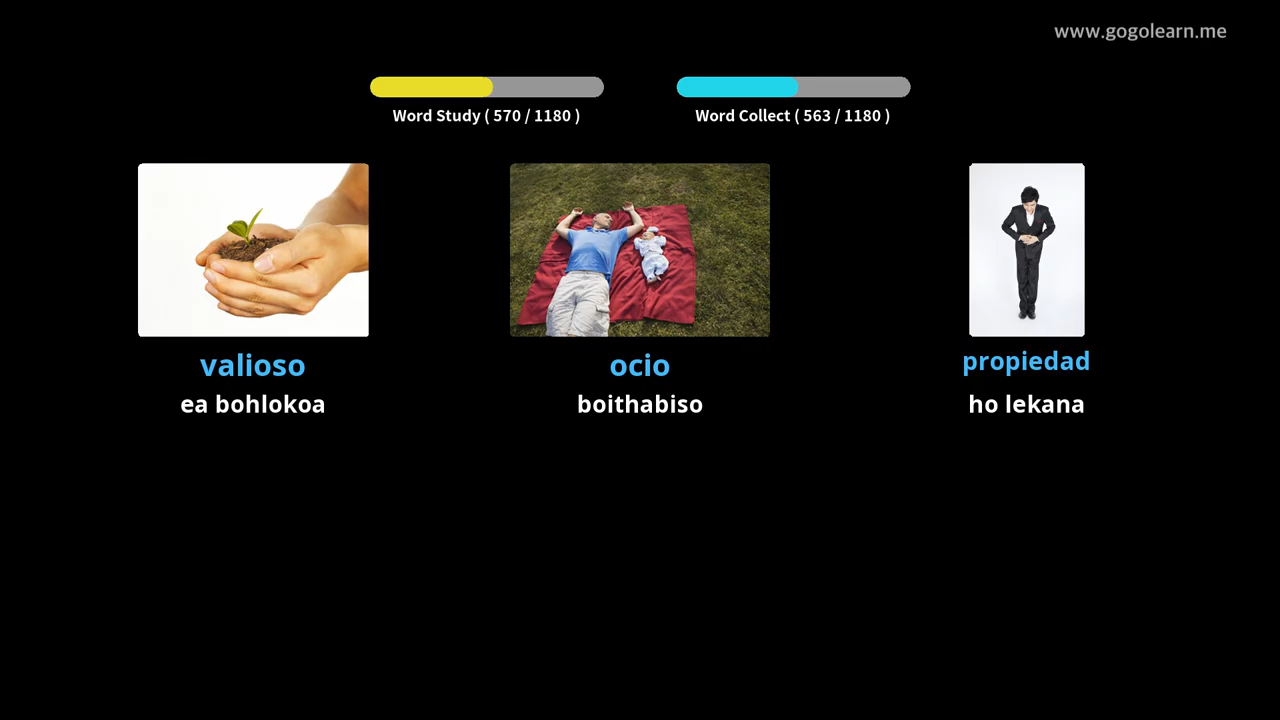 www.gogolearn.me
Word Study ( 570 / 1180 )
Word Collect ( 563 / 1180 )
valioso
ea bohlokoa
ocio
boithabiso
propiedad
ho lekana